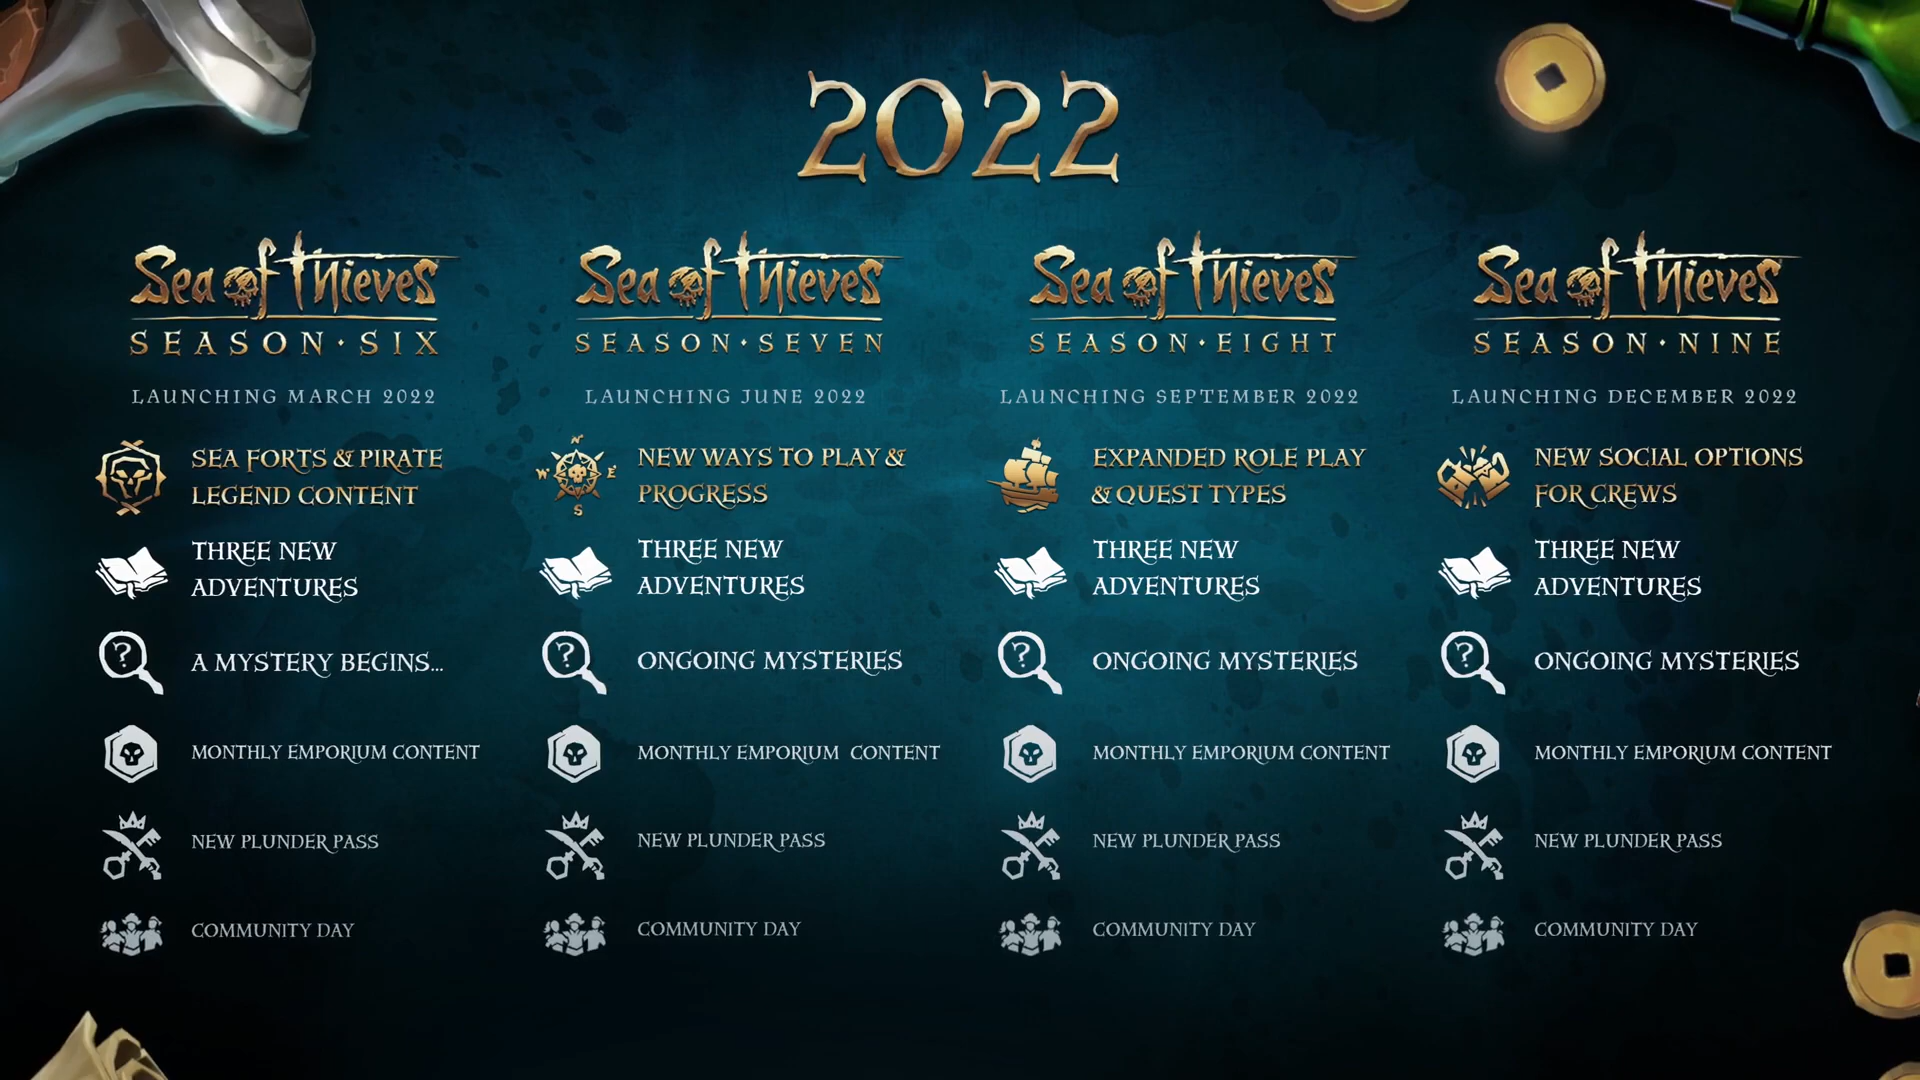 2022
Sea of Thieves
SEASON · SIX
LAUNCHING MARCH 2022
SEA FORTS & PIRATE
LEGEND CONTENT
THREE NEW
ADVENTURES
A MYSTERY BEGINS...
MONTHLY EMPORIUM CONTENT
NEW PLUNDER PASS
COMMUNITY DAY
Sea of Thieves
SEASON · SEVEN
LAUNCHING JUNE 2022
N
W E
S
NEW WAYS TO PLAY &
PROGRESS
THREE NEW
ADVENTURES
ONGOING MYSTERIES
MONTHLY EMPORIUM CONTENT
NEW PLUNDER PASS
COMMUNITY DAY
Sea of Thieves
SEASON · EIGHT
LAUNCHING SEPTEMBER 2022
EXPANDED ROLE PLAY
& QUEST TYPES
THREE NEW
ADVENTURES
ONGOING MYSTERIES
MONTHLY EMPORIUM CONTENT
NEW PLUNDER PASS
COMMUNITY DAY
Sea of Thieves
SEASON · NINE
LAUNCHING DECEMBER 2022
NEW SOCIAL OPTIONS
FOR CREWS
THREE NEW
ADVENTURES
ONGOING MYSTERIES
MONTHLY EMPORIUM CONTENT
NEW PLUNDER PASS
COMMUNITY DAY